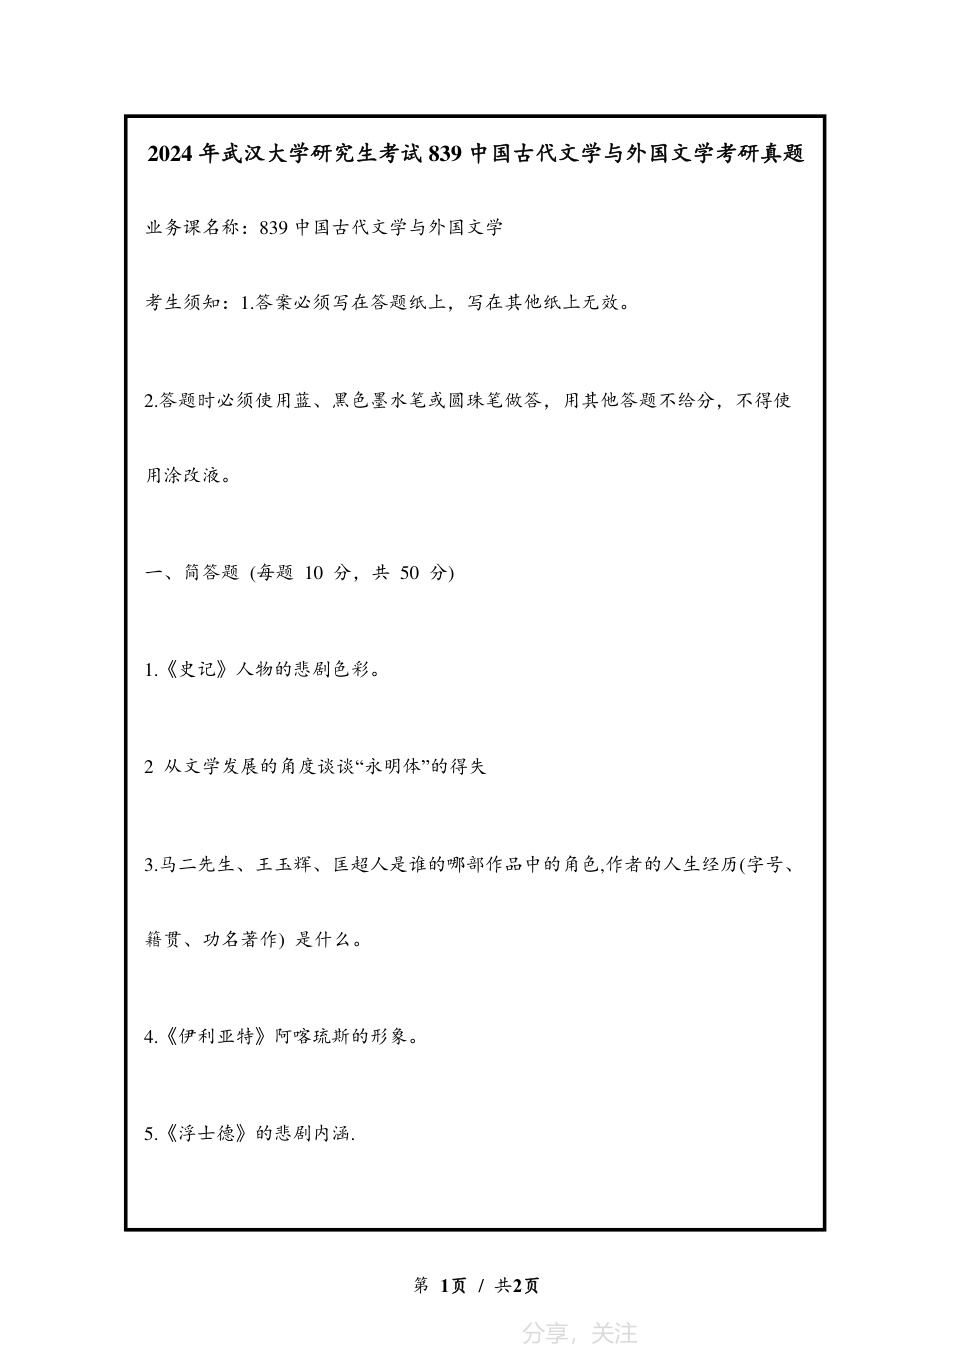 2024 年武汉大学研究生考试 839 中国古代文学与外国文学考研真题
业务课名称：839 中国古代文学与外国文学
考生须知：1.答案必须写在答题纸上，写在其他纸上无效。
2.答题时必须使用蓝、黑色墨水笔或圆珠笔做答，用其他答题不给分，不得使
用涂改液。
一、简答题 (每题 10 分，共 50 分)
1.《史记》人物的悲剧色彩。
2 从文学发展的角度谈谈“永明体”的得失
3.马二先生、王玉辉、匡超人是谁的哪部作品中的角色,作者的人生经历(字号、
籍贯、功名著作) 是什么。
4.《伊利亚特》阿喀琉斯的形象。
5.《浮士德》的悲剧内涵.
第 1页 / 共2页
分享，关注